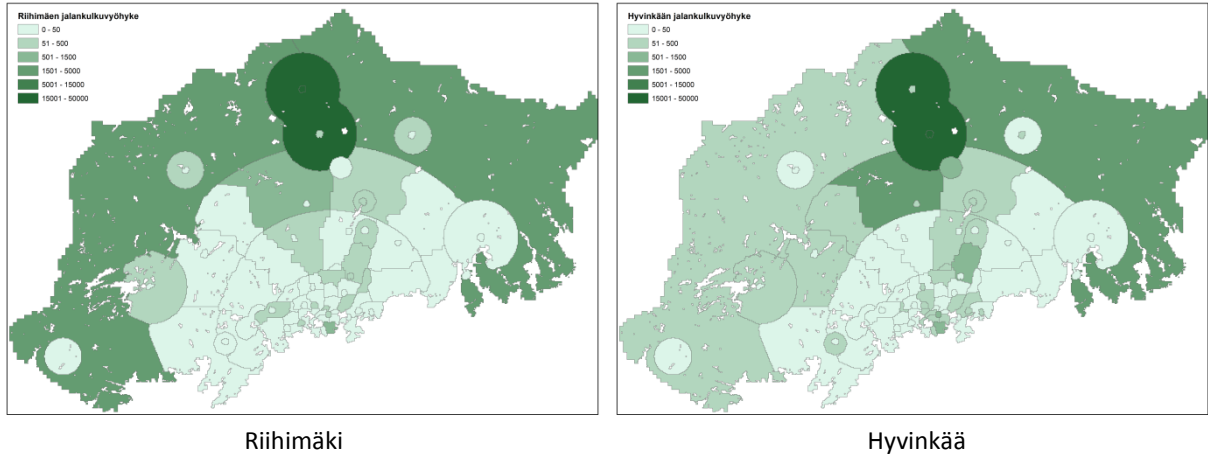 Riihimäen jalankulkuvyöhyke
0 - 50
51 - 500
501 - 1500
1501 - 5000
5001 - 15000
15001 - 50000
Hyvinkään jalankulkuvyöhyke
0 - 50
51 - 500
501 - 1500
1501 - 5000
5001 - 15000
15001 - 50000
Riihimäki
Hyvinkää